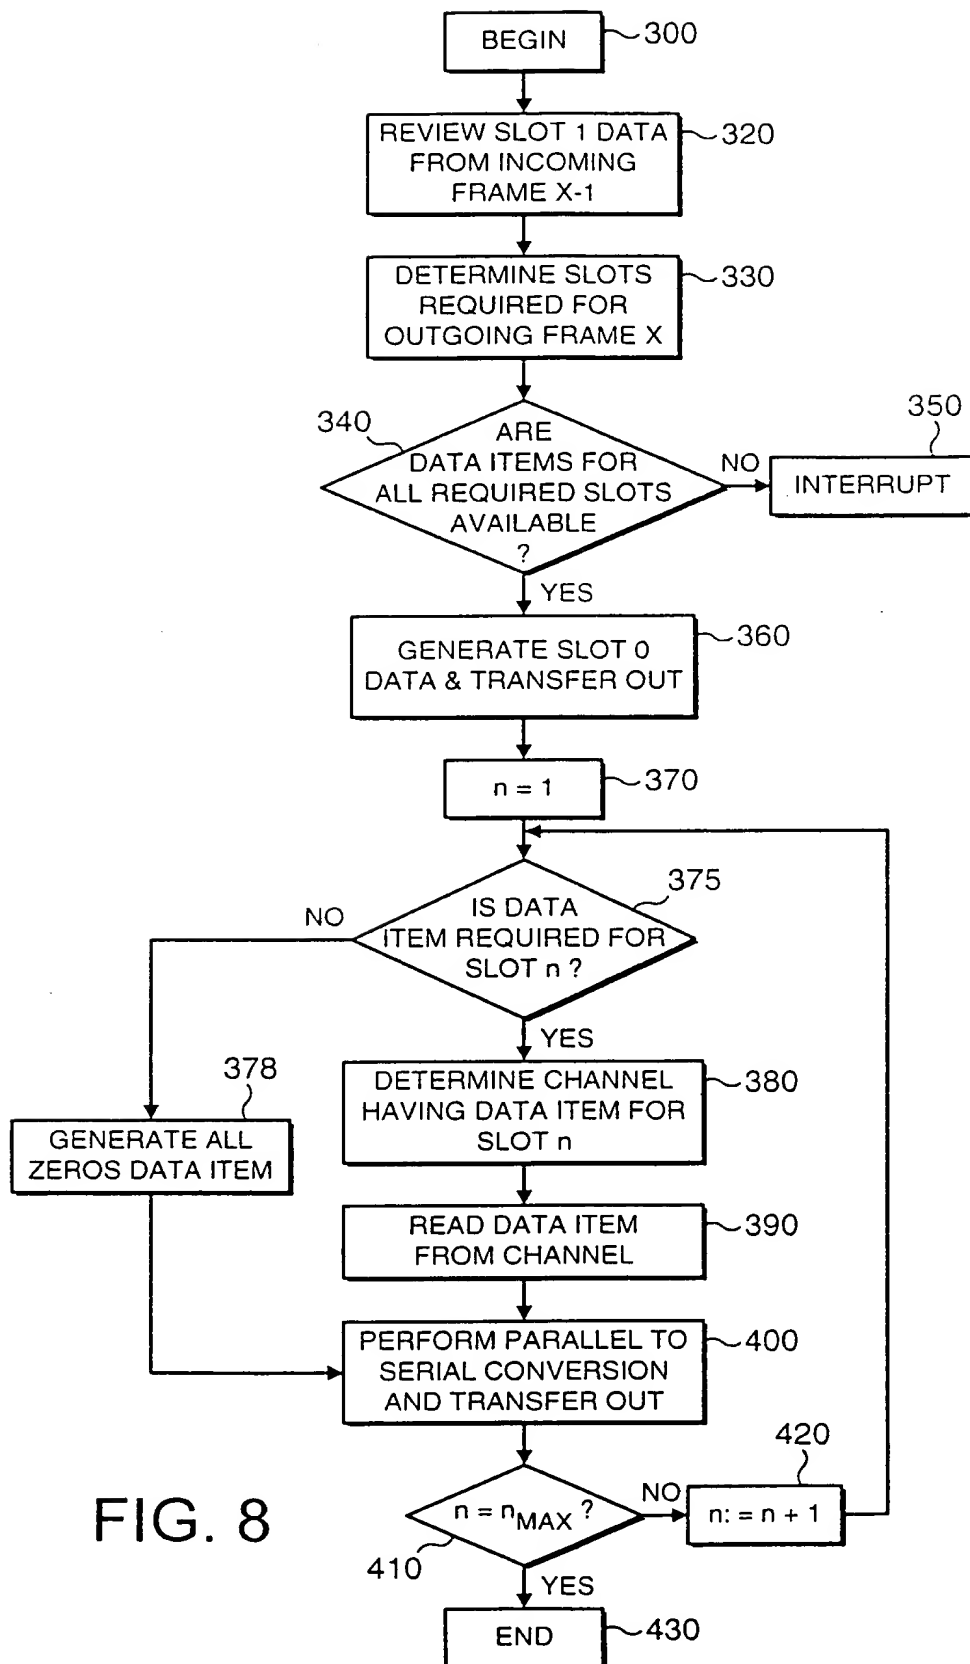 BEGIN
300
REVIEW SLOT 1 DATA
FROM INCOMING
FRAME X-1
320
DETERMINE SLOTS
REQUIRED FOR
OUTGOING FRAME X
330
340
ARE
DATA ITEMS FOR
ALL REQUIRED SLOTS
AVAILABLE
?
NO
350
INTERRUPT
YES
GENERATE SLOT 0
DATA & TRANSFER OUT
360
n = 1
370
375
IS DATA
ITEM REQUIRED FOR
SLOT n ?
NO
YES
378
GENERATE ALL
ZEROS DATA ITEM
DETERMINE CHANNEL
HAVING DATA ITEM FOR
SLOT n
380
READ DATA ITEM
FROM CHANNEL
390
PERFORM PARALLEL TO
SERIAL CONVERSION
AND TRANSFER OUT
400
n = nMAX ?
410
NO
420
n: = n + 1
YES
END
430
FIG. 8